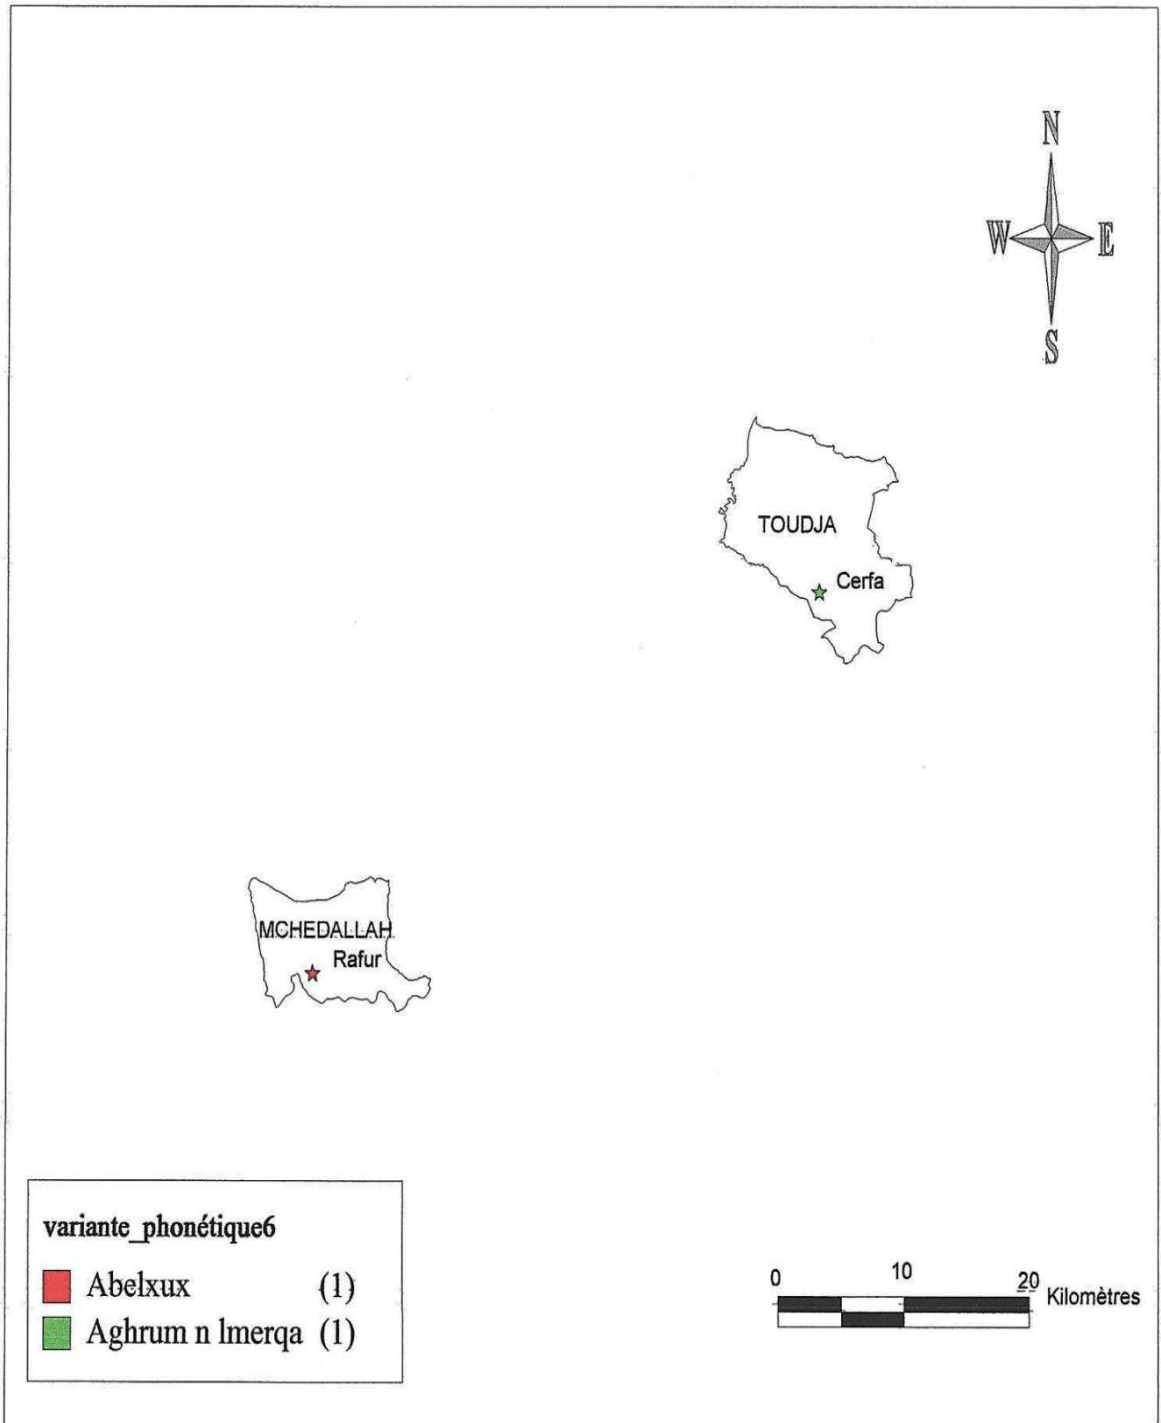 N
W E
S
TOUDJA
Cerfa
MCHEDALLAH
Rafur
variante_phonétique6
Abelxux (1)
Aghrum n lmerqa (1)
0 10 20 Kilomètres